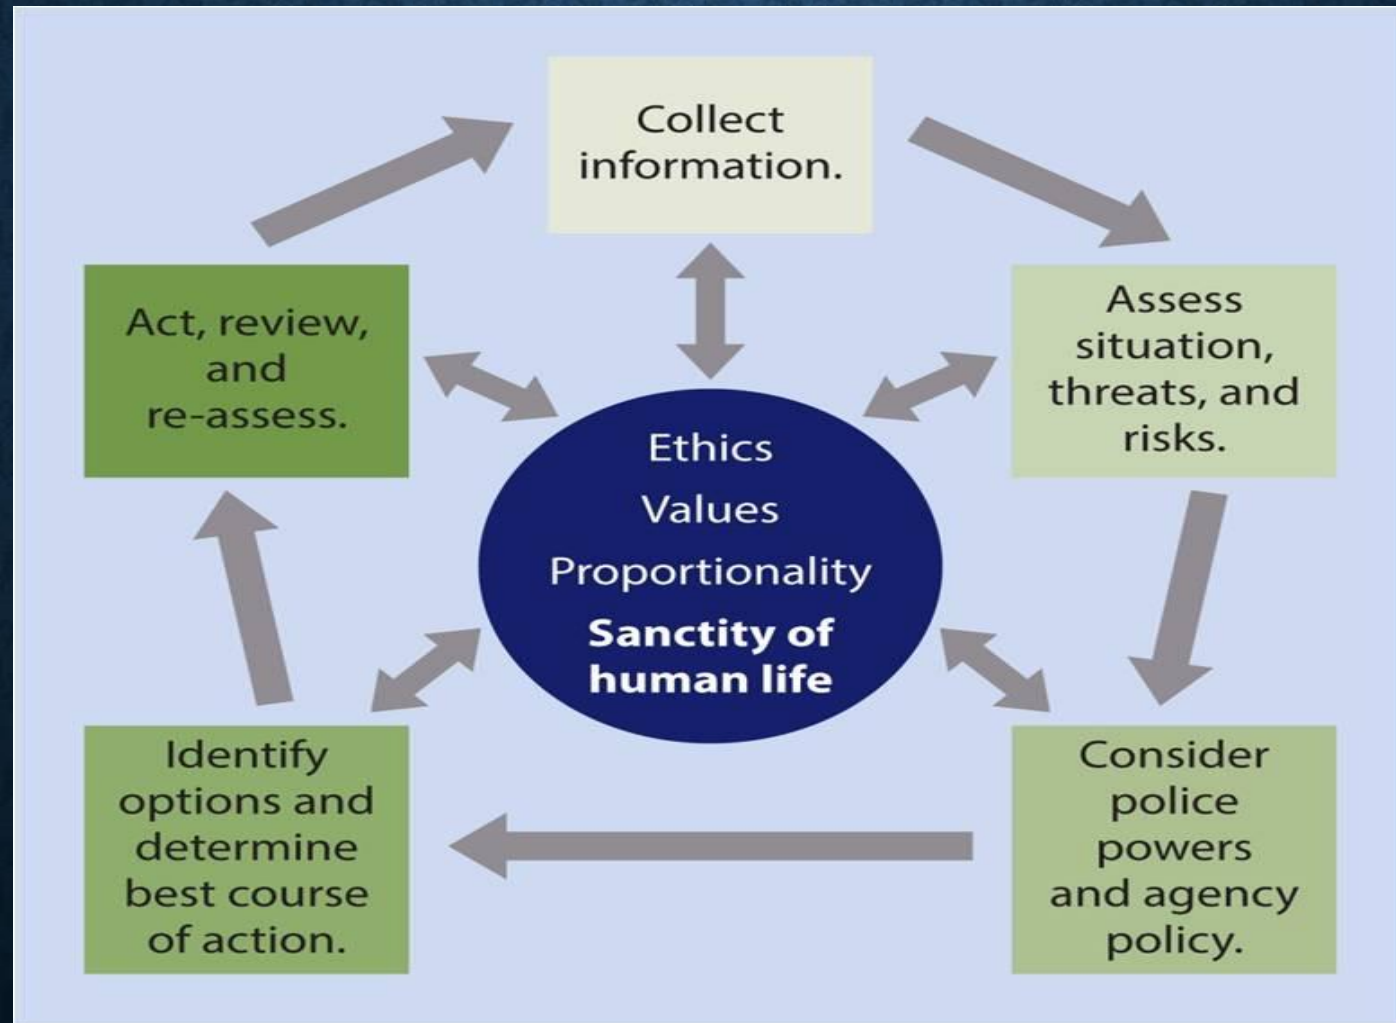 Collect
information.
Assess
situation,
threats, and
risks.
Consider
police
powers
and agency
policy.
Identify
options and
determine
best course
of action.
Act, review,
and
re-assess.
Ethics
Values
Proportionality
Sanctity of
human life